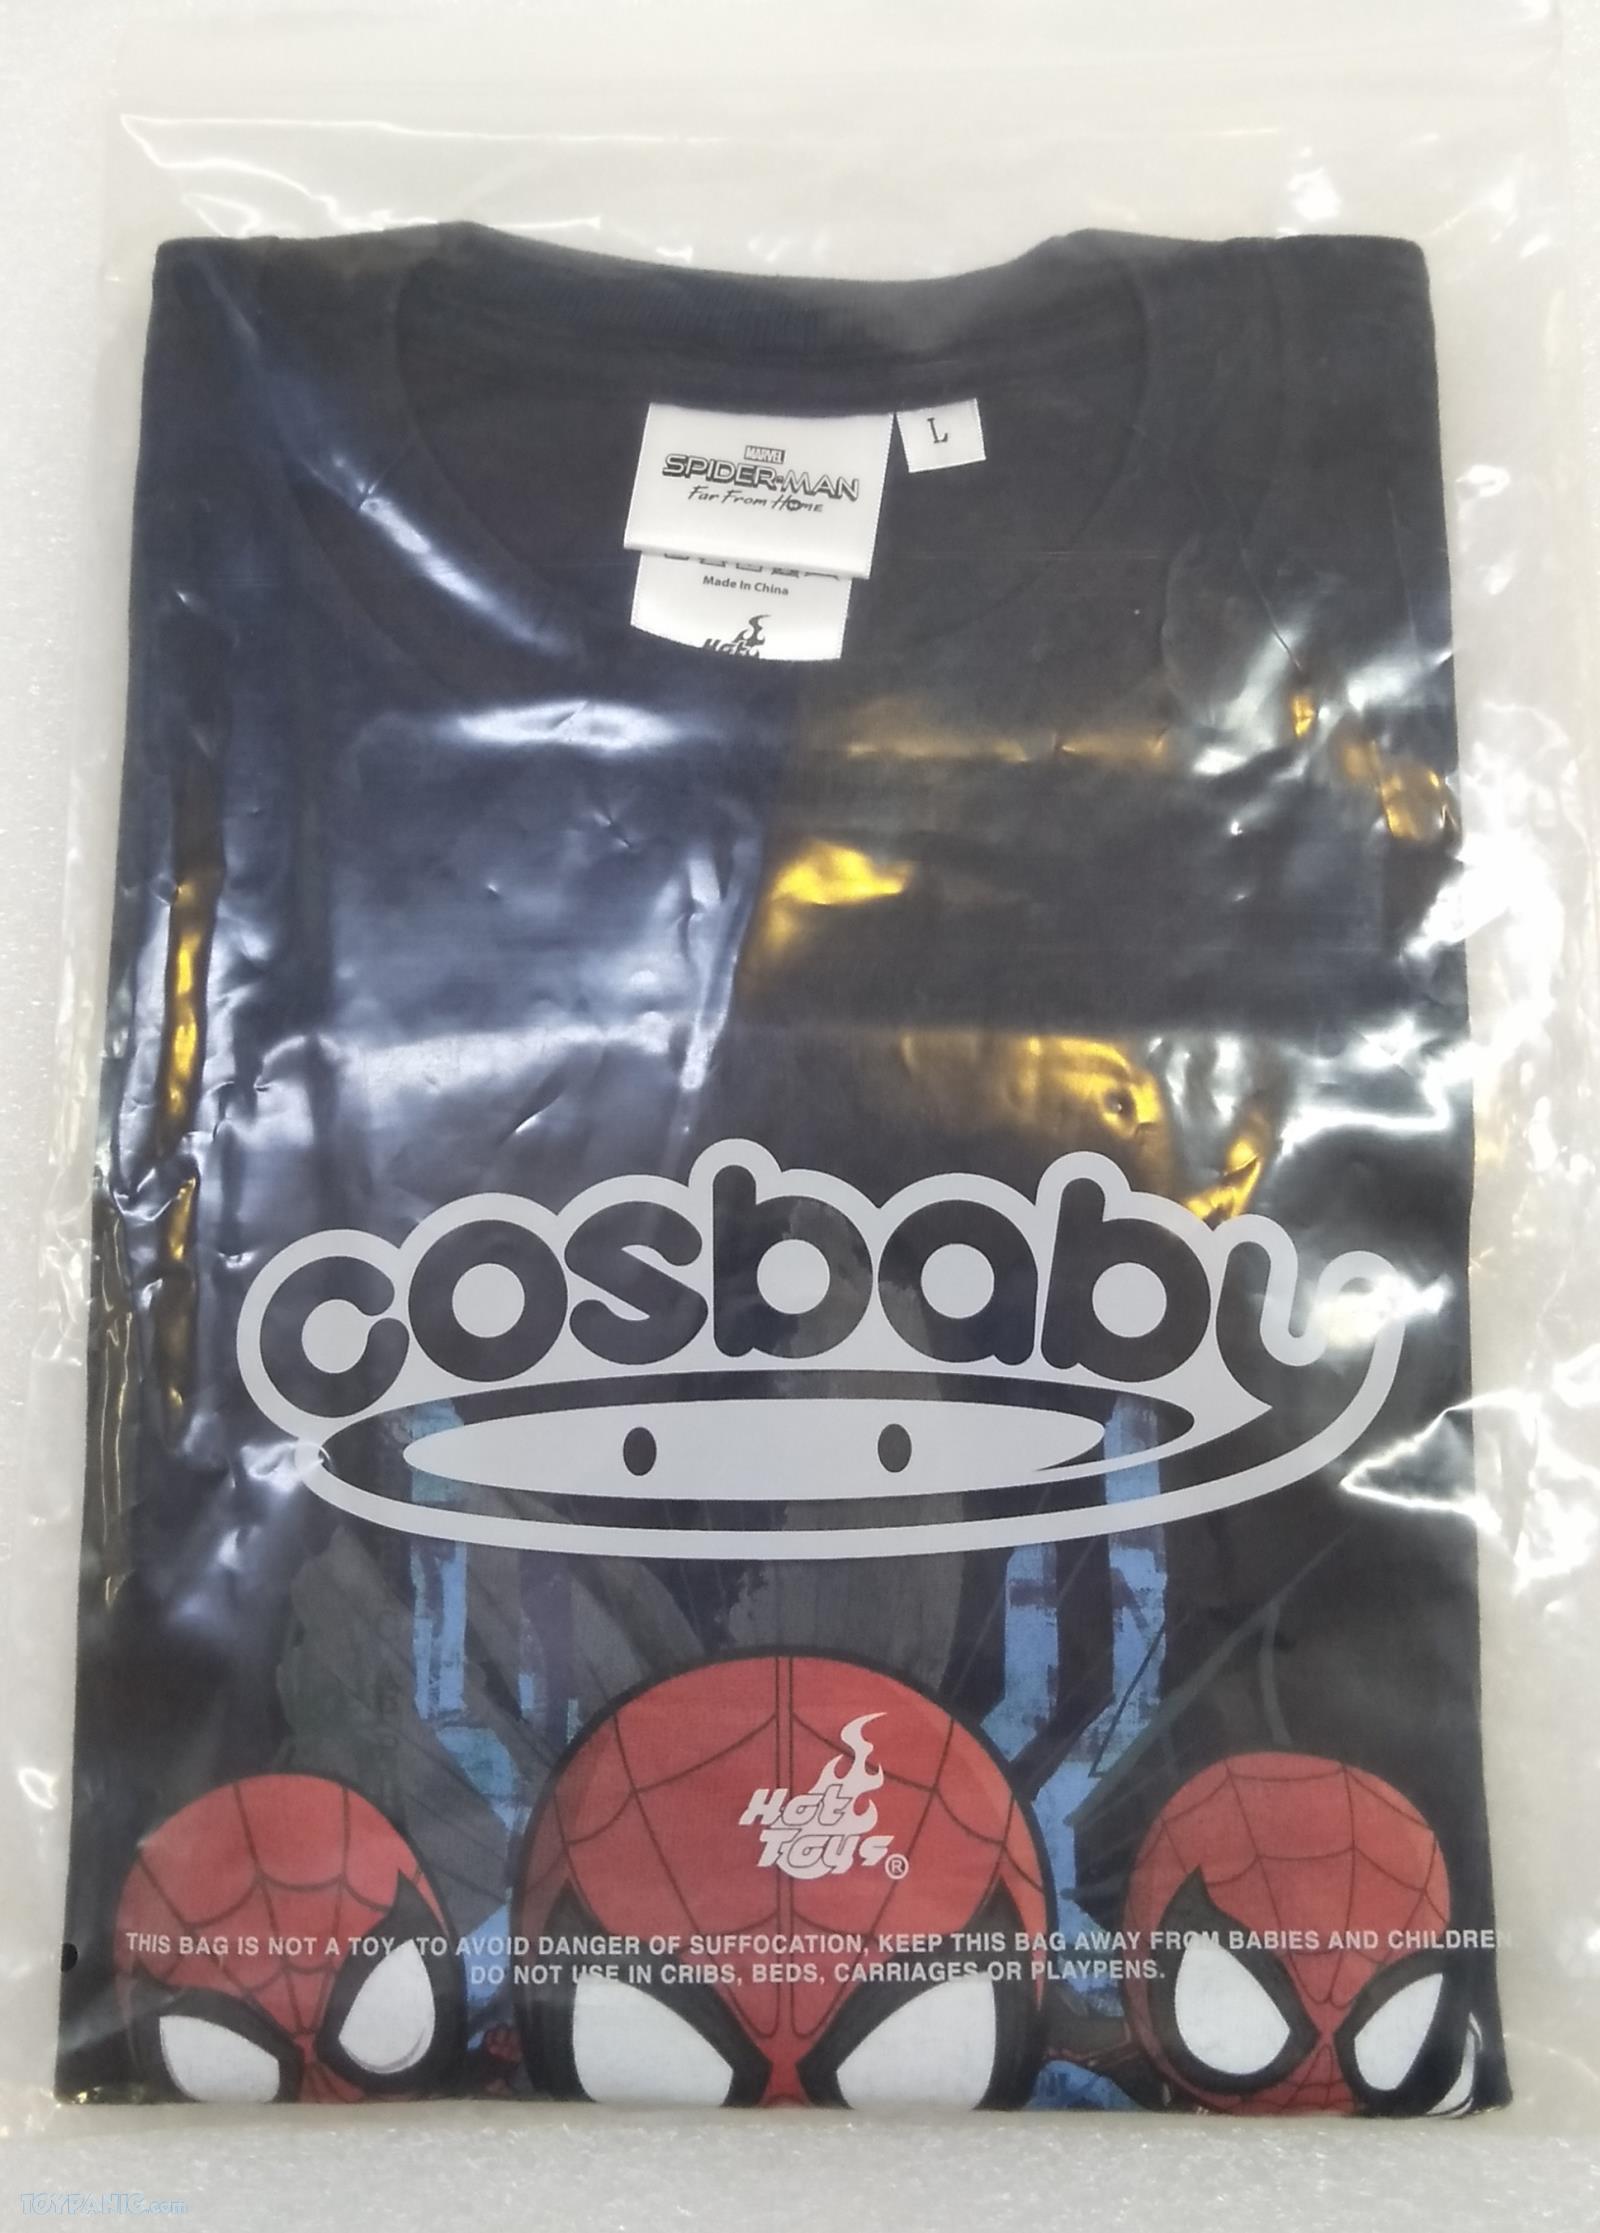 MARVEL
SPIDER-MAN
Far From HOME
L
Made In China
Hot
cosbaby
Hot
Toys®
THIS BAG IS NOT A TOY. TO AVOID DANGER OF SUFFOCATION, KEEP THIS BAG AWAY FROM BABIES AND CHILDREN
DO NOT USE IN CRIBS, BEDS, CARRIAGES OR PLAYPENS.
TOYPANIC.com